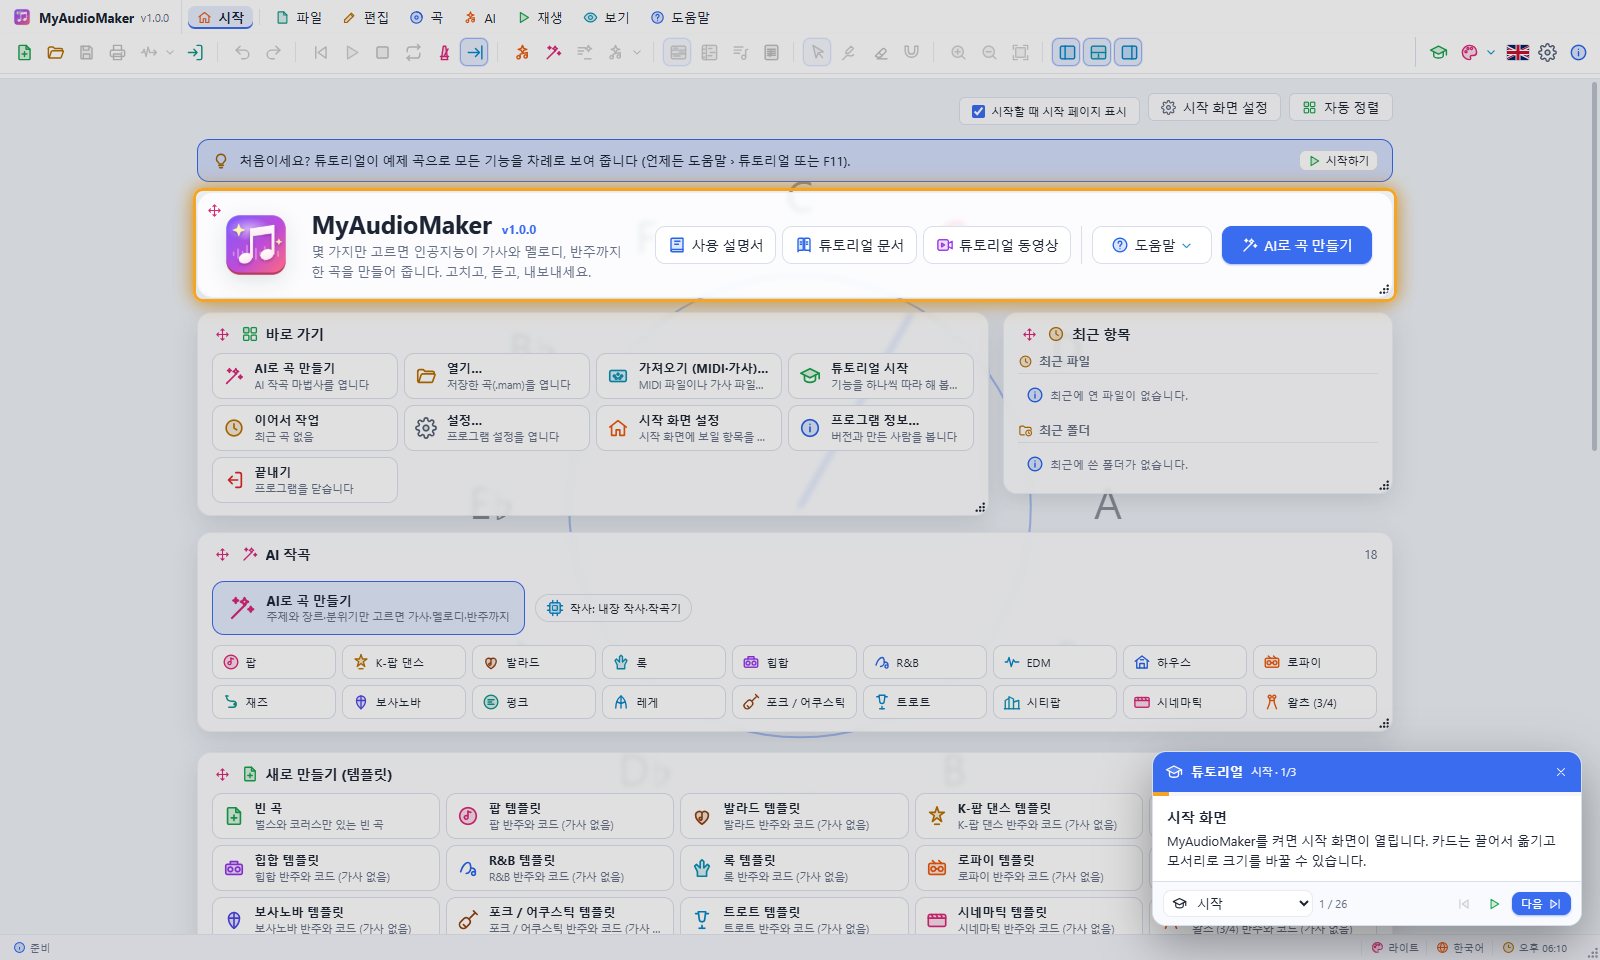 MyAudioMaker v1.0.0 시작 파일 편집 곡 AI 재생 보기 도움말
시작할 때 시작 페이지 표시 시작 화면 설정 자동 정렬
처음이세요? 튜토리얼이 예제 곡으로 모든 기능을 차례로 보여 줍니다 (언제든 도움말 › 튜토리얼 또는 F11). 시작하기
C
MyAudioMaker v1.0.0
몇 가지만 고르면 인공지능이 가사와 멜로디, 반주까지
한 곡을 만들어 줍니다. 고치고, 듣고, 내보내세요.
사용 설명서 튜토리얼 문서 튜토리얼 동영상 도움말 AI로 곡 만들기
바로 가기
AI로 곡 만들기
AI 작곡 마법사를 엽니다
열기...
저장한 곡(.mam)을 엽니다
가져오기 (MIDI·가사)...
MIDI 파일이나 가사 파일...
튜토리얼 시작
기능을 하나씩 따라 해 봅...
이어서 작업
최근 곡 없음
설정...
프로그램 설정을 엽니다
시작 화면 설정
시작 화면에 보일 항목을 ...
프로그램 정보...
버전과 만든 사람을 봅니다
끝내기
프로그램을 닫습니다
최근 항목
최근 파일
최근에 연 파일이 없습니다.
최근 폴더
최근에 쓴 폴더가 없습니다.
B♭
E♭ A
AI 작곡 18
AI로 곡 만들기
주제와 장르·분위기만 고르면 가사·멜로디·반주까지
작사: 내장 작사·작곡기
팝 K-팝 댄스 발라드 록 힙합 R&B EDM 하우스 로파이
재즈 보사노바 펑크 레게 포크 / 어쿠스틱 트로트 시티팝 시네마틱 왈츠 (3/4)
D♭ B
새로 만들기 (템플릿)
빈 곡
벌스와 코러스만 있는 빈 곡
팝 템플릿
팝 반주와 코드 (가사 없음)
발라드 템플릿
발라드 반주와 코드 (가사 없음)
K-팝 댄스 템플릿
K-팝 댄스 반주와 코드 (가사 없음)
힙합 템플릿
힙합 반주와 코드 (가사 없음)
R&B 템플릿
R&B 반주와 코드 (가사 없음)
록 템플릿
록 반주와 코드 (가사 없음)
로파이 템플릿
로파이 반주와 코드 (가사 없음)
보사노바 템플릿
보사노바 반주와 코드 (가사 없음)
포크 / 어쿠스틱 템플릿
포크 / 어쿠스틱 반주와 코드 (가사 ...
트로트 템플릿
트로트 반주와 코드 (가사 없음)
시네마틱 템플릿
시네마틱 반주와 코드 (가사 없음)
왈츠 (3/4) 반주와 코드 (가사 없음)
튜토리얼 시작 · 1/3
시작 화면
MyAudioMaker를 켜면 시작 화면이 열립니다. 카드는 끌어서 옮기고
모서리로 크기를 바꿀 수 있습니다.
시작 1 / 26 다음
준비 라이트 한국어 오후 06:10